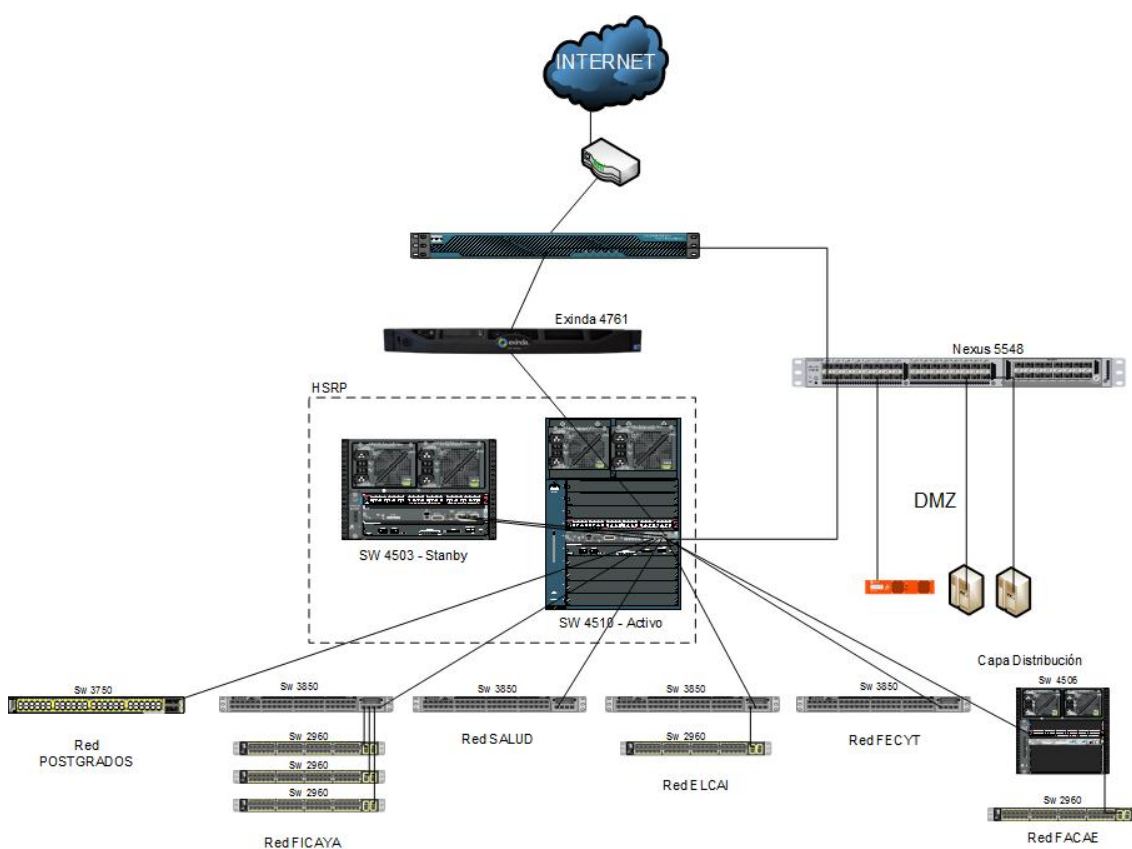 INTERNET
Exinda 4761
exinda
Nexus 5548
HSRP
DMZ
SW 4503 - Stanby
SW 4510 - Activo
Capa Distribución
Sw 3750
Sw 3850
Sw 3850
Sw 3850
Sw 3850
Sw 4506
Red
POSTGRADOS
Sw 2960
Sw 2960
Sw 2960
Red FICAYA
Red SALUD
Sw 2960
Red ELCAI
Red FECYT
Sw 2960
Red FACAE